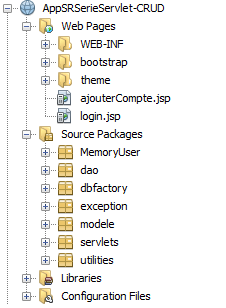 AppSRSerieServlet-CRUD
Web Pages
WEB-INF
bootstrap
theme
ajouterCompte.jsp
login.jsp
Source Packages
MemoryUser
dao
dbfactory
exception
modele
servlets
utilities
Libraries
Configuration Files